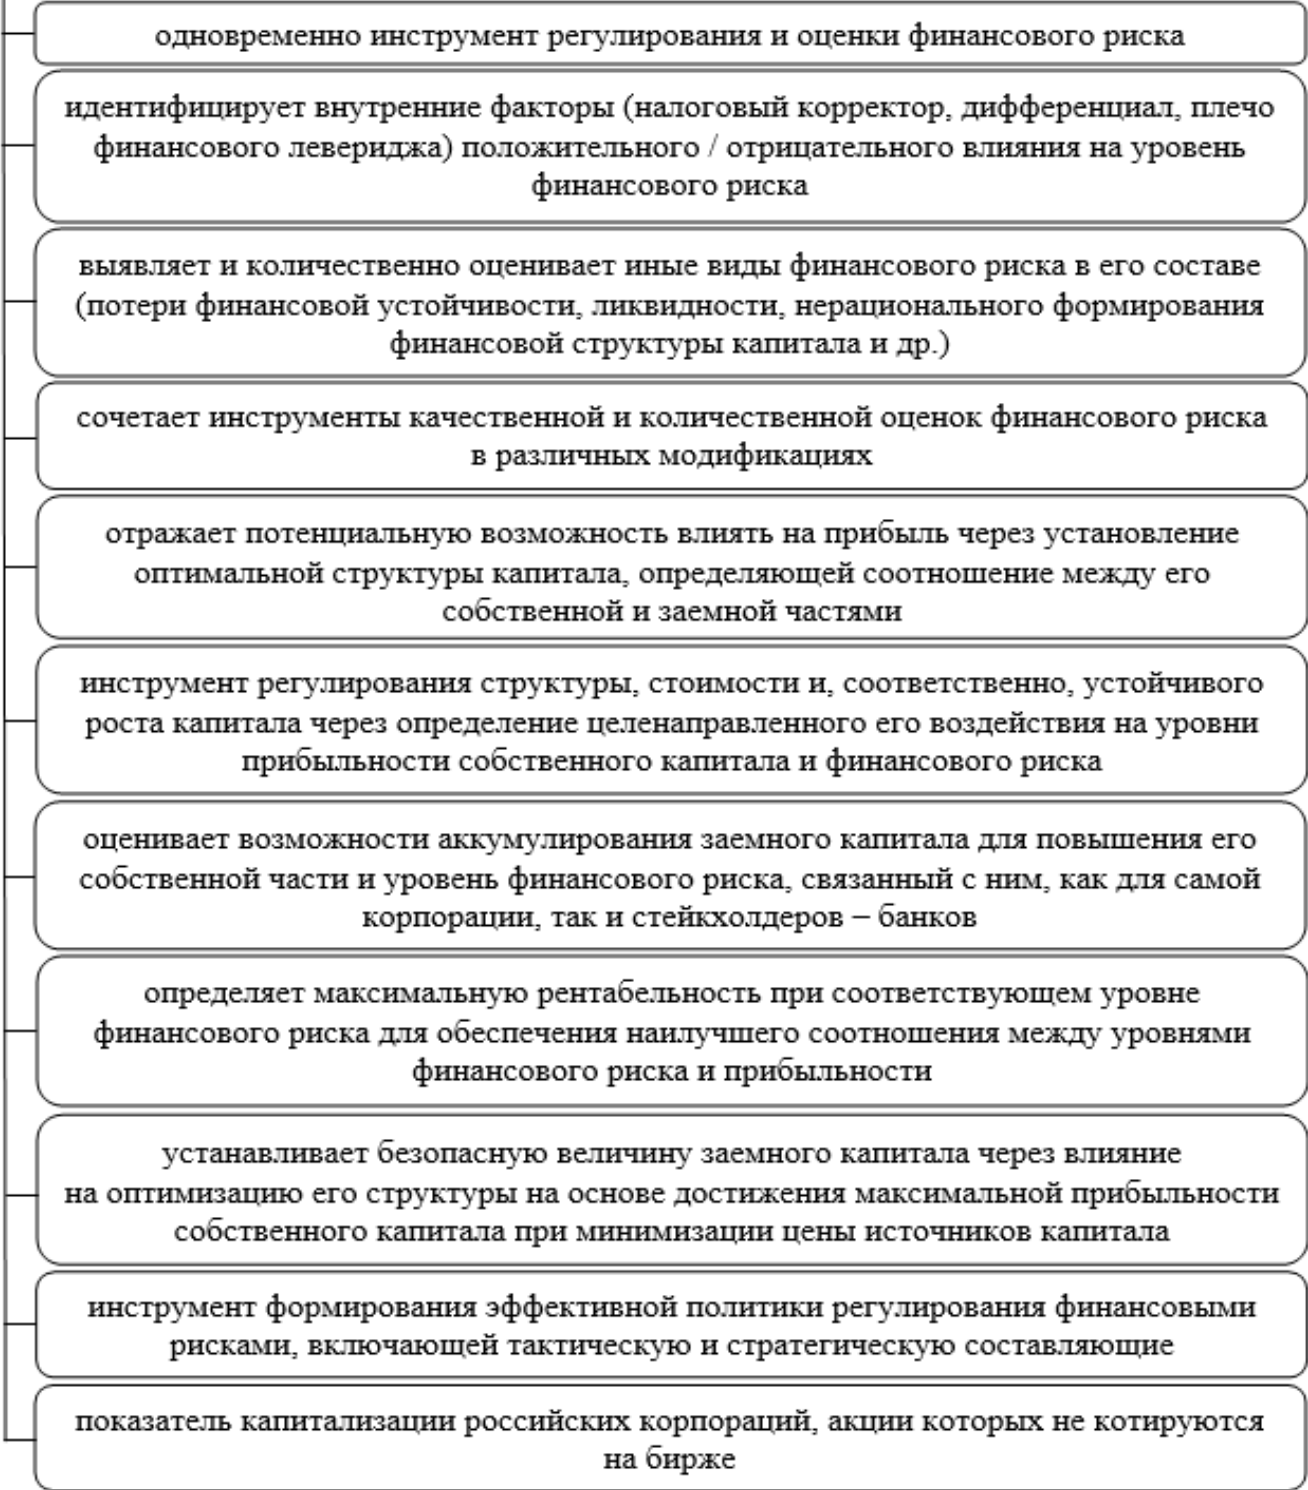 одновременно инструмент регулирования и оценки финансового риска
идентифицирует внутренние факторы (налоговый корректор, дифференциал, плечо
финансового левериджа) положительного / отрицательного влияния на уровень
финансового риска
выявляет и количественно оценивает иные виды финансового риска в его составе
(потери финансовой устойчивости, ликвидности, нерационального формирования
финансовой структуры капитала и др.)
сочетает инструменты качественной и количественной оценок финансового риска
в различных модификациях
отражает потенциальную возможность влиять на прибыль через установление
оптимальной структуры капитала, определяющей соотношение между его
собственной и заемной частями
инструмент регулирования структуры, стоимости и, соответственно, устойчивого
роста капитала через определение целенаправленного его воздействия на уровни
прибыльности собственного капитала и финансового риска
оценивает возможности аккумулирования заемного капитала для повышения его
собственной части и уровень финансового риска, связанный с ним, как для самой
корпорации, так и стейкхолдеров – банков
определяет максимальную рентабельность при соответствующем уровне
финансового риска для обеспечения наилучшего соотношения между уровнями
финансового риска и прибыльности
устанавливает безопасную величину заемного капитала через влияние
на оптимизацию его структуры на основе достижения максимальной прибыльности
собственного капитала при минимизации цены источников капитала
инструмент формирования эффективной политики регулирования финансовыми
рисками, включающей тактическую и стратегическую составляющие
показатель капитализации российских корпораций, акции которых не котируются
на бирже